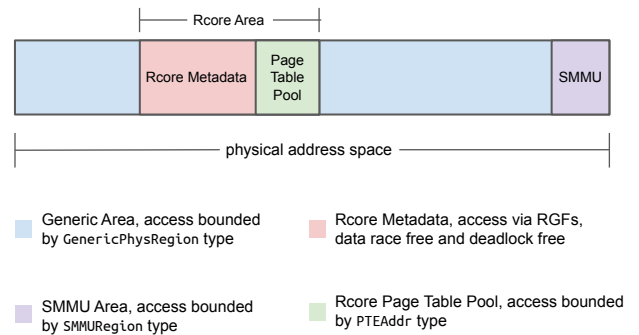 Rcore Area
Rcore Metadata
Page
Table
Pool
SMMU
physical address space
Generic Area, access bounded
by GenericPhysRegion type
Rcore Metadata, access via RGFs,
data race free and deadlock free
SMMU Area, access bounded
by SMMURegion type
Rcore Page Table Pool, access bounded
by PTEAddr type